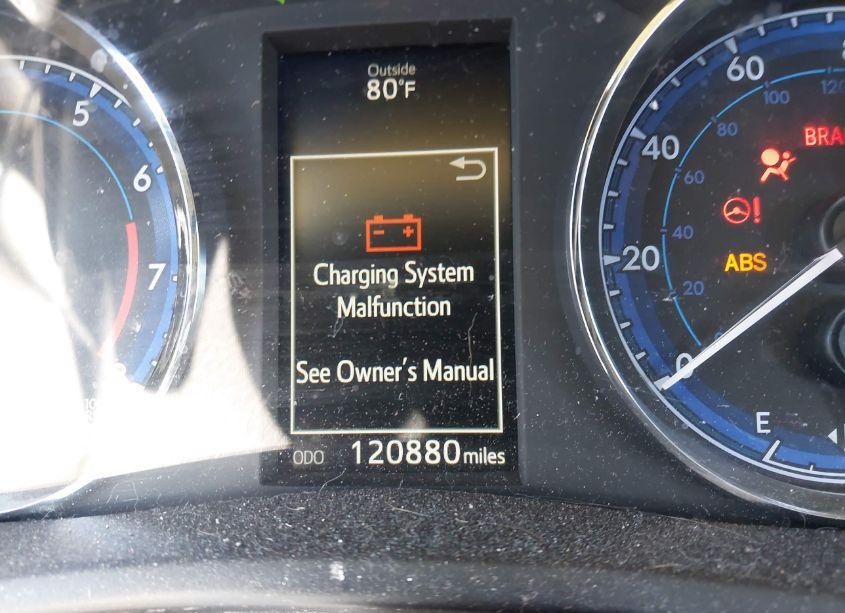 Outside
80°F
Charging System
Malfunction
See Owner's Manual
ODO 120880 miles
5
6
7
60
40
20
0
100
80
60
40
20
120
ABS
E